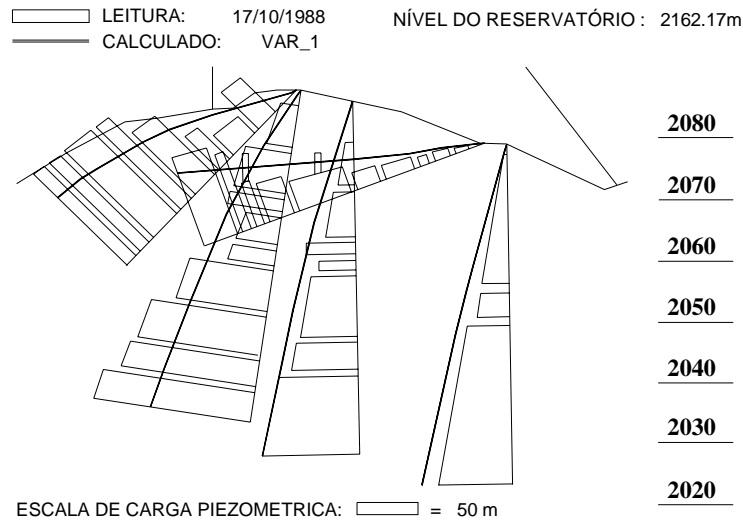 LEITURA: 17/10/1988 NÍVEL DO RESERVATÓRIO : 2162.17m
CALCULADO: VAR_1
2080
2070
2060
2050
2040
2030
2020
ESCALA DE CARGA PIEZOMETRICA: = 50 m